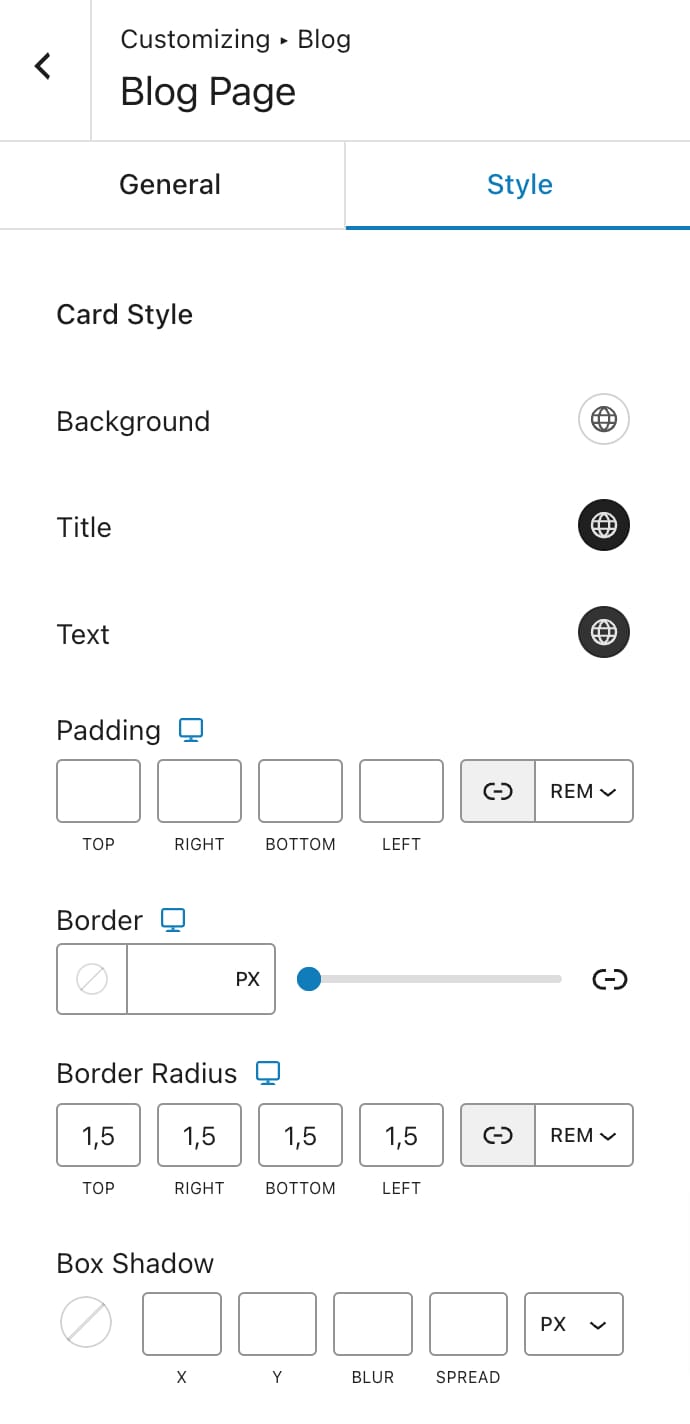 Customizing ▸ Blog
Blog Page
General Style
Card Style
Background
Title
Text
Padding
REM
TOP RIGHT BOTTOM LEFT
Border
PX
Border Radius
1,5 1,5 1,5 1,5 REM
TOP RIGHT BOTTOM LEFT
Box Shadow
PX
X Y BLUR SPREAD